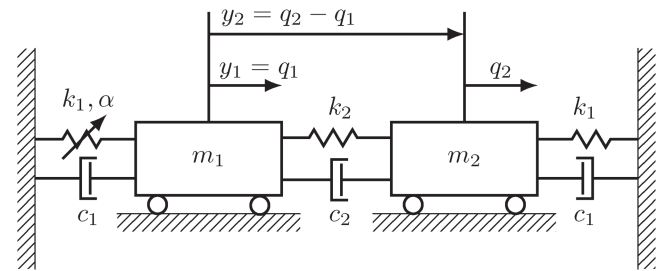 y₂ = q₂ − q₁
y₁ = q₁
q₂
k₁, α
k₂
k₁
m₁
m₂
c₁
c₂
c₁